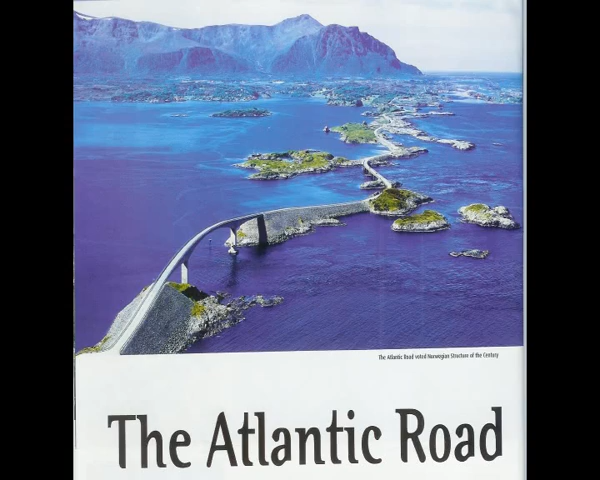 The Atlantic Road voted Norwegian Structure of the Century
The Atlantic Road